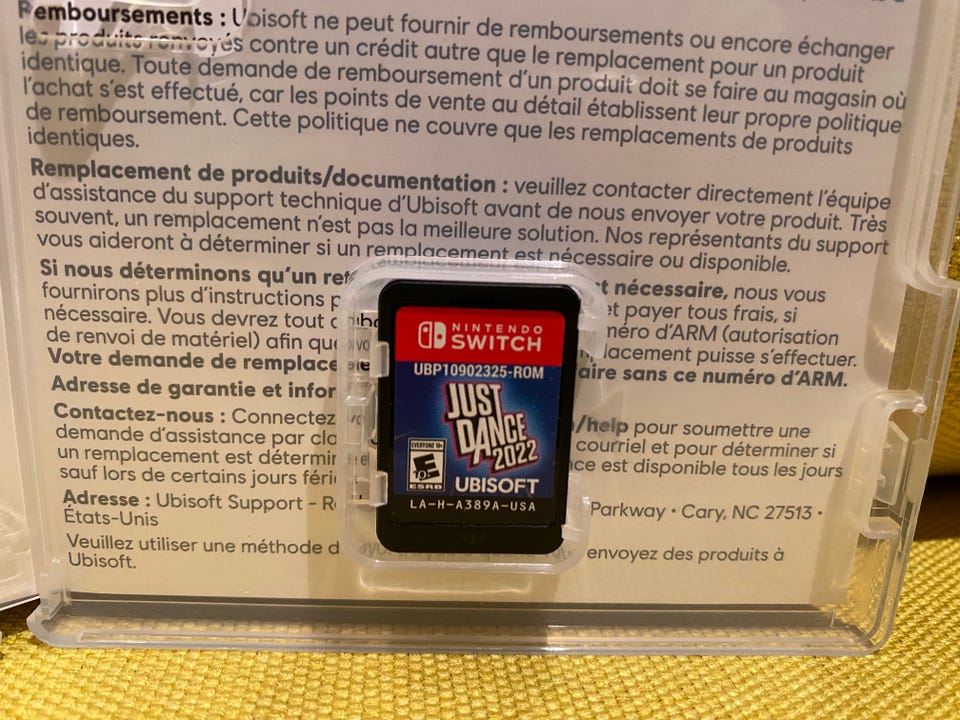 Remboursements : Ubisoft ne peut fournir de remboursements ou encore échanger
les produits renvoyés contre un crédit autre que le remplacement pour un produit
identique. Toute demande de remboursement d'un produit doit se faire au magasin où
l'achat s'est effectué, car les points de vente au détail établissent leur propre politique
de remboursement. Cette politique ne couvre que les remplacements de produits
identiques.
Remplacement de produits/documentation : veuillez contacter directement l'équipe
d'assistance du support technique d'Ubisoft avant de nous envoyer votre produit. Très
souvent, un remplacement n'est pas la meilleure solution. Nos représentants du support
vous aideront à déterminer si un remplacement est nécessaire ou disponible.
Si nous déterminons qu'un nécessaire, nous vous
fournirons plus d'instructions et payer tous frais, si
nécessaire. Vous devrez tout d'abord numéro d'ARM (autorisation
de renvoi de matériel) afin que placement puisse s'effectuer.
Votre demande de remplace faire sans ce numéro d'ARM.
Adresse de garantie et infor
Contactez-nous : Connectez /help pour soumettre une
demande d'assistance par courriel et pour déterminer si
un remplacement est détermin ce est disponible tous les jours
sauf lors de certains jours féri
Adresse : Ubisoft Support - Parkway • Cary, NC 27513 •
États-Unis
Veuillez utiliser une méthode d envoyez des produits à
Ubisoft.
NINTENDO
SWITCH
UBP10902325-ROM
JUST
DANCE
2022
EVERYONE 10+
E
10+
ESRB
UBISOFT
LA-H-A389A-USA